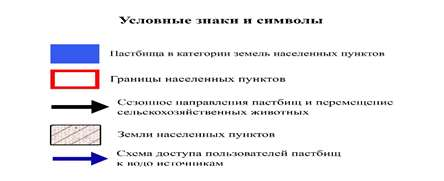 Условные знаки и символы
Пастбища в категории земель населенных пунктов
Границы населенных пунктов
Сезонное направления пастбищ и перемещение
сельскохозяйственных животных
Земли населенных пунктов
Схема доступа пользователей пастбищ
к водо источникам